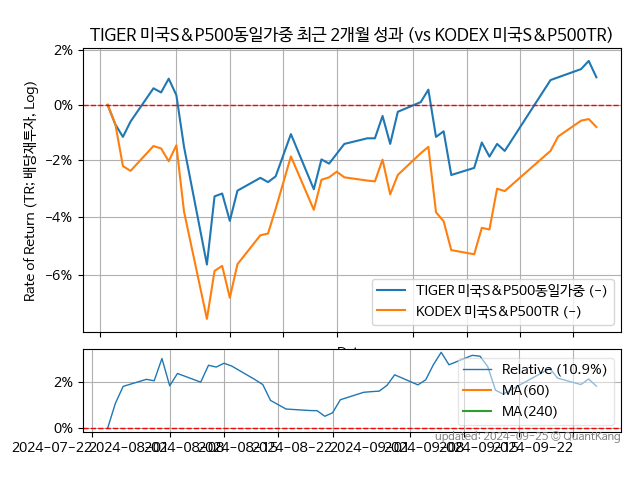 TIGER 미국S&P500동일가중 최근 2개월 성과 (vs KODEX 미국S&P500TR)
Rate of Return (TR: 배당재투자, Log)
2%
0%
−2%
−4%
−6%
TIGER 미국S&P500동일가중 (-)
KODEX 미국S&P500TR (-)
2%
0%
Relative (10.9%)
MA(60)
MA(240)
updated: 2024-09-25 © QuantKang
2024-07-22 2024-08-01 2024-08-08 2024-08-15 2024-08-22 2024-09-01 2024-09-08 2024-09-15 2024-09-22